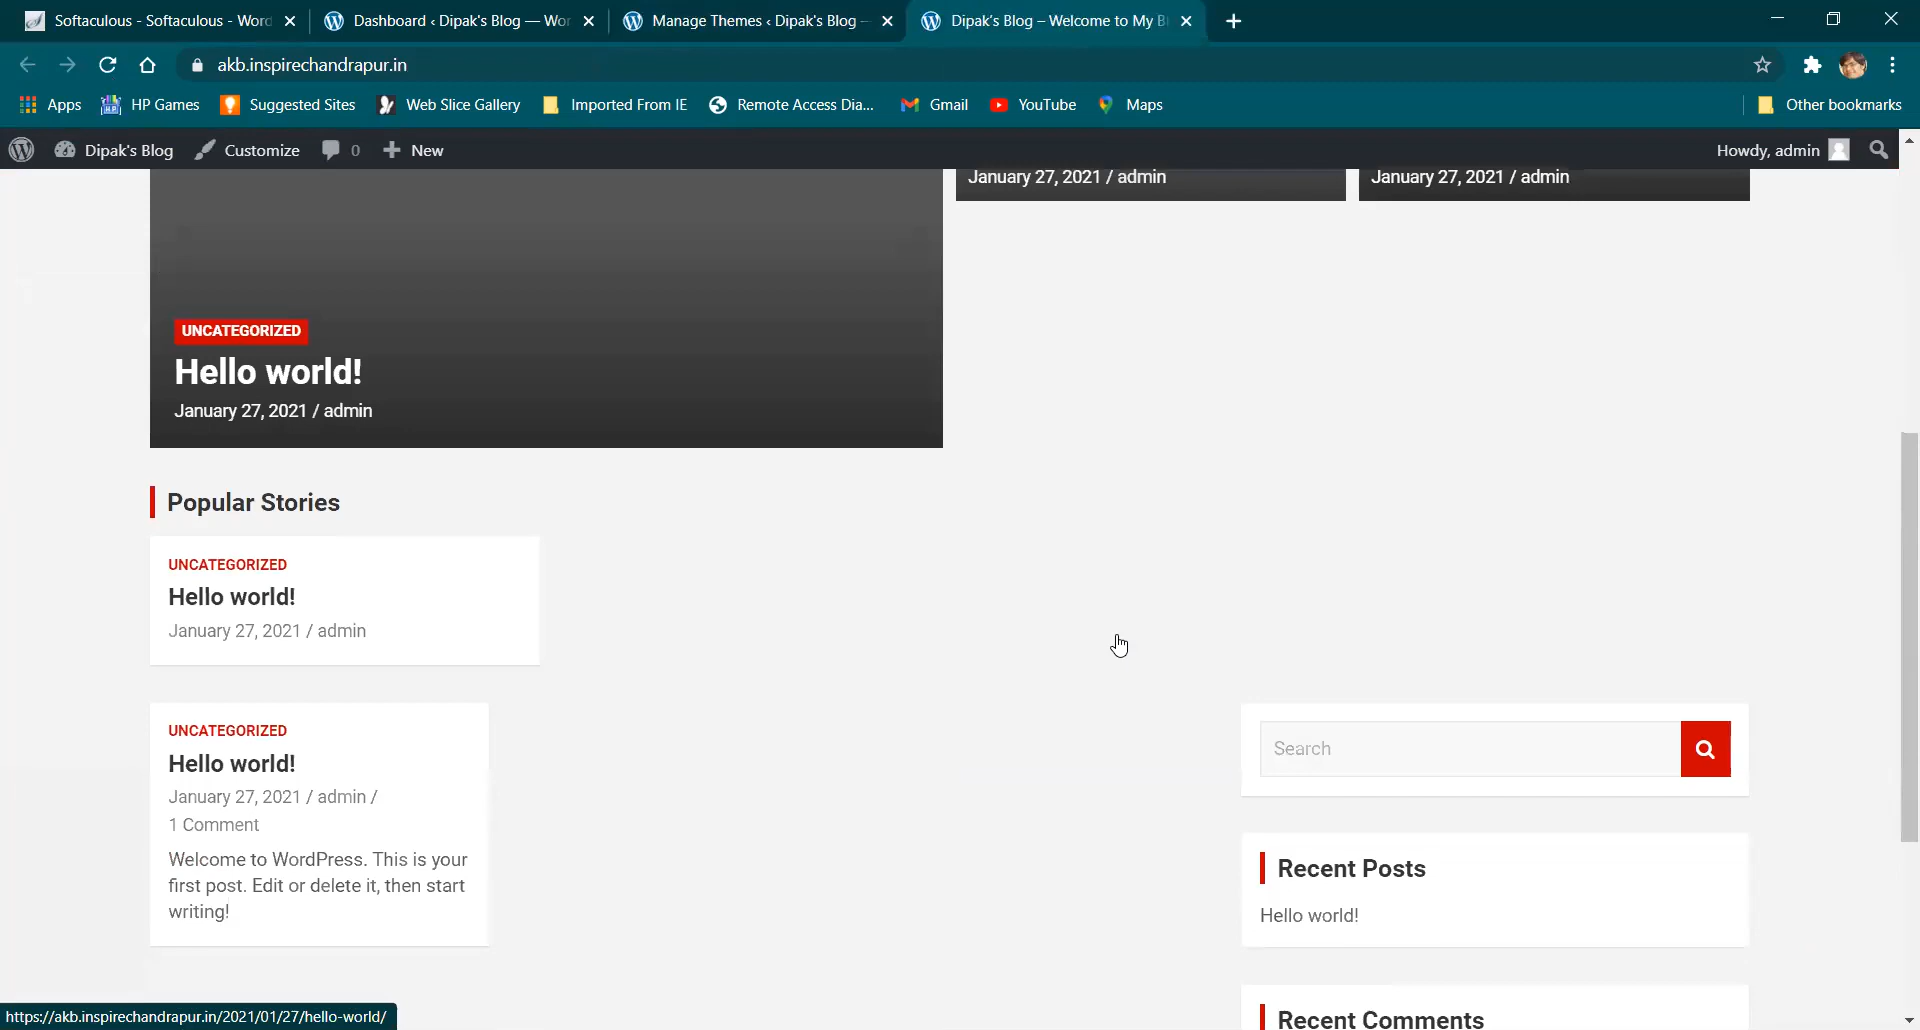 Softaculous - Softaculous - Word
Dashboard ‹ Dipak's Blog — Wor
Manage Themes ‹ Dipak's Blog –
Dipak's Blog – Welcome to My B
akb.inspirechandrapur.in
Apps
HP Games
Suggested Sites
Web Slice Gallery
Imported From IE
Remote Access Dia...
Gmail
YouTube
Maps
Other bookmarks
Dipak's Blog
Customize
0
New
Howdy, admin
January 27, 2021 / admin
January 27, 2021 / admin
UNCATEGORIZED
Hello world!
January 27, 2021 / admin
Popular Stories
UNCATEGORIZED
Hello world!
January 27, 2021 / admin
UNCATEGORIZED
Hello world!
January 27, 2021 / admin /
1 Comment
Welcome to WordPress. This is your
first post. Edit or delete it, then start
writing!
Search
Recent Posts
Hello world!
Recent Comments
https://akb.inspirechandrapur.in/2021/01/27/hello-world/